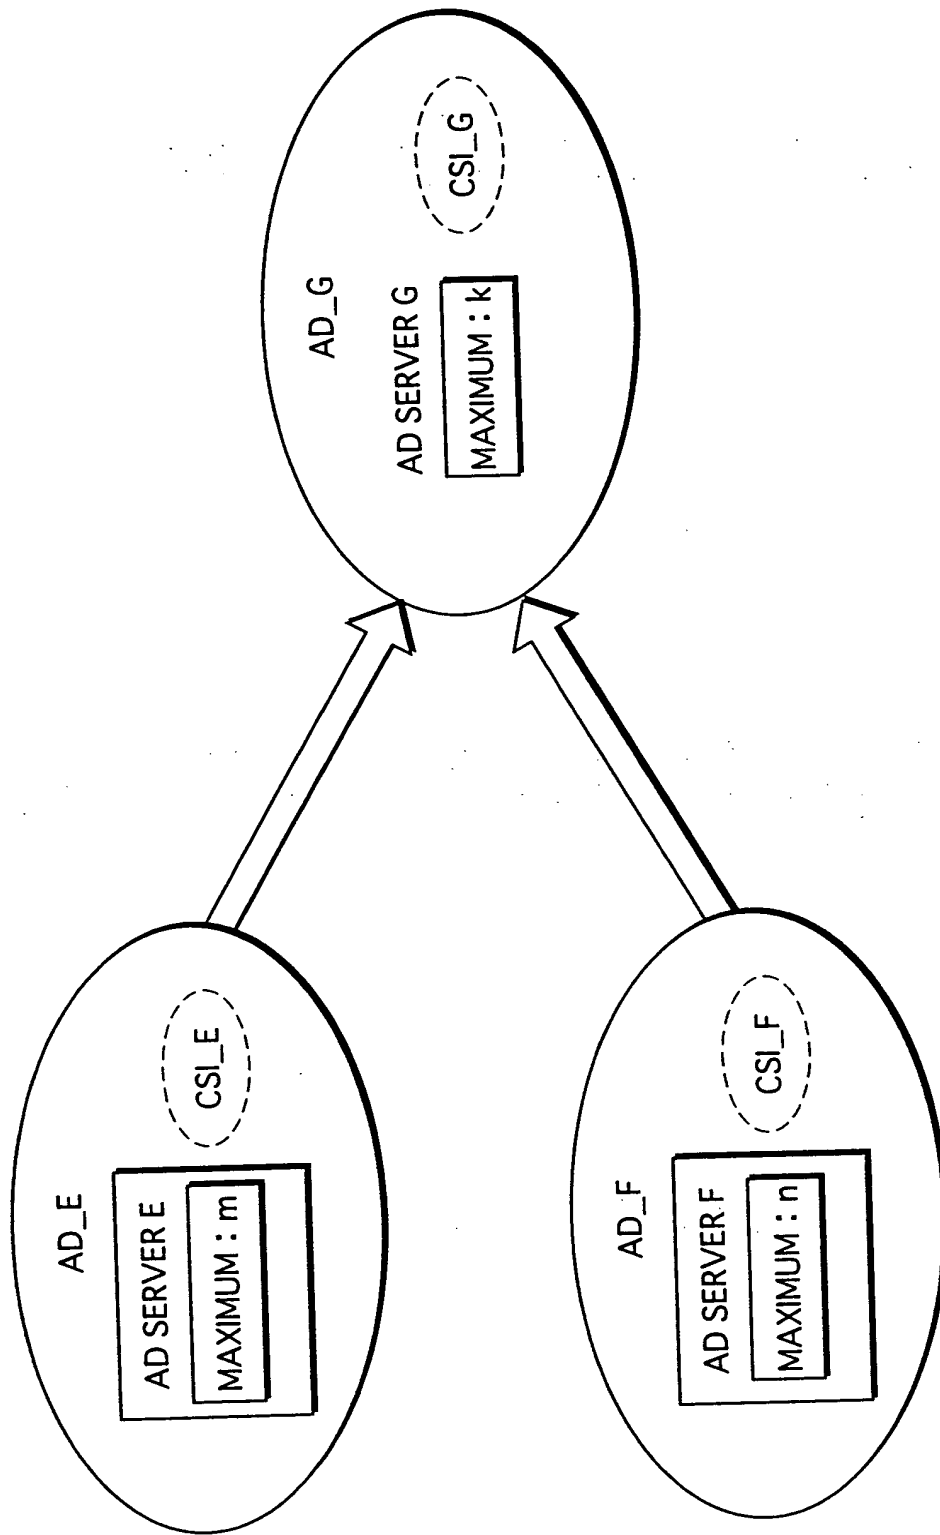 AD_E
AD SERVER E
MAXIMUM : m
CSI_E
AD_F
AD SERVER F
MAXIMUM : n
CSI_F
AD_G
AD SERVER G
MAXIMUM : k
CSI_G